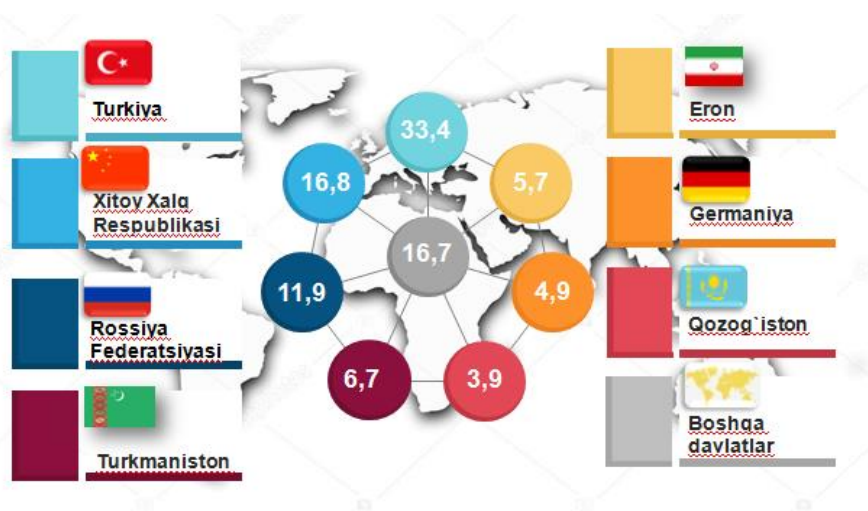 Turkiya
Xitoy Xalq
Respublikasi
Rossiya
Federatsiyasi
Turkmaniston
33,4
16,8
5,7
16,7
11,9
4,9
6,7
3,9
Eron
Germaniya
Qozog`iston
Boshqa
davlatlar